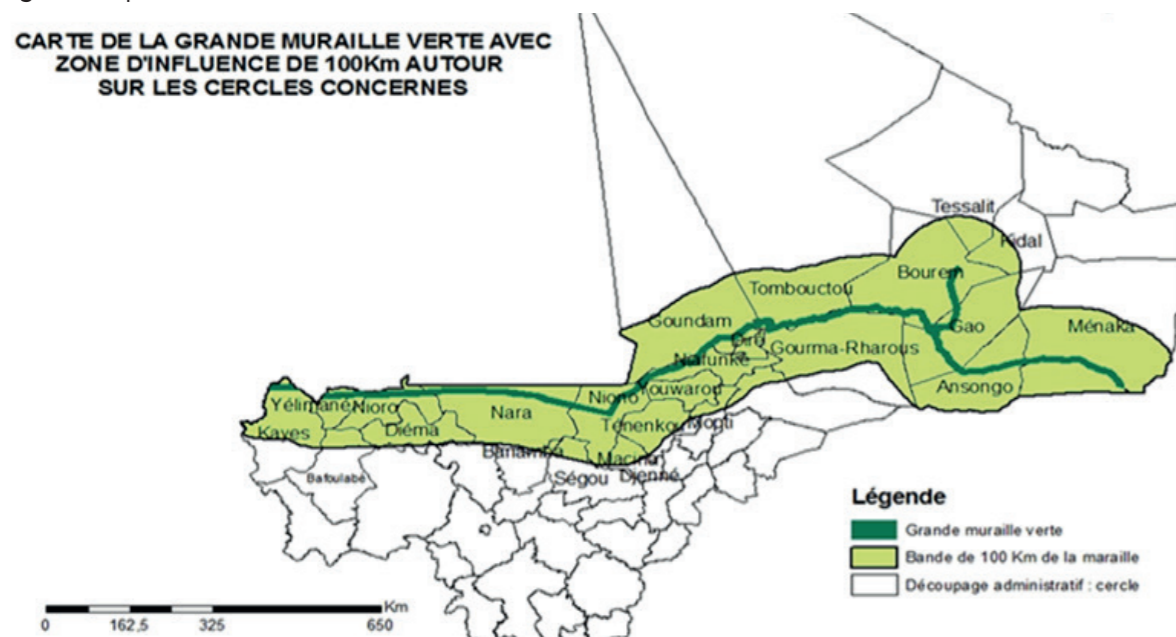 CARTE DE LA GRANDE MURAILLE VERTE AVEC
ZONE D'INFLUENCE DE 100Km AUTOUR
SUR LES CERCLES CONCERNES
Tessalit
Kidal
Bourem
Tombouctou
Goundam
Gao
Ménaka
Diré
Niafunké
Gourma-Rharous
Ansongo
Youwarou
Niono
Yélimané
Nioro
Nara
Ténenkou
Mopti
Kayes
Diéma
Banamba
Macina
Bafoulabé
Ségou
Djenné
Légende
Grande muraille verte
Bande de 100 Km de la maraille
Découpage administratif : cercle
Km
0 162,5 325 650